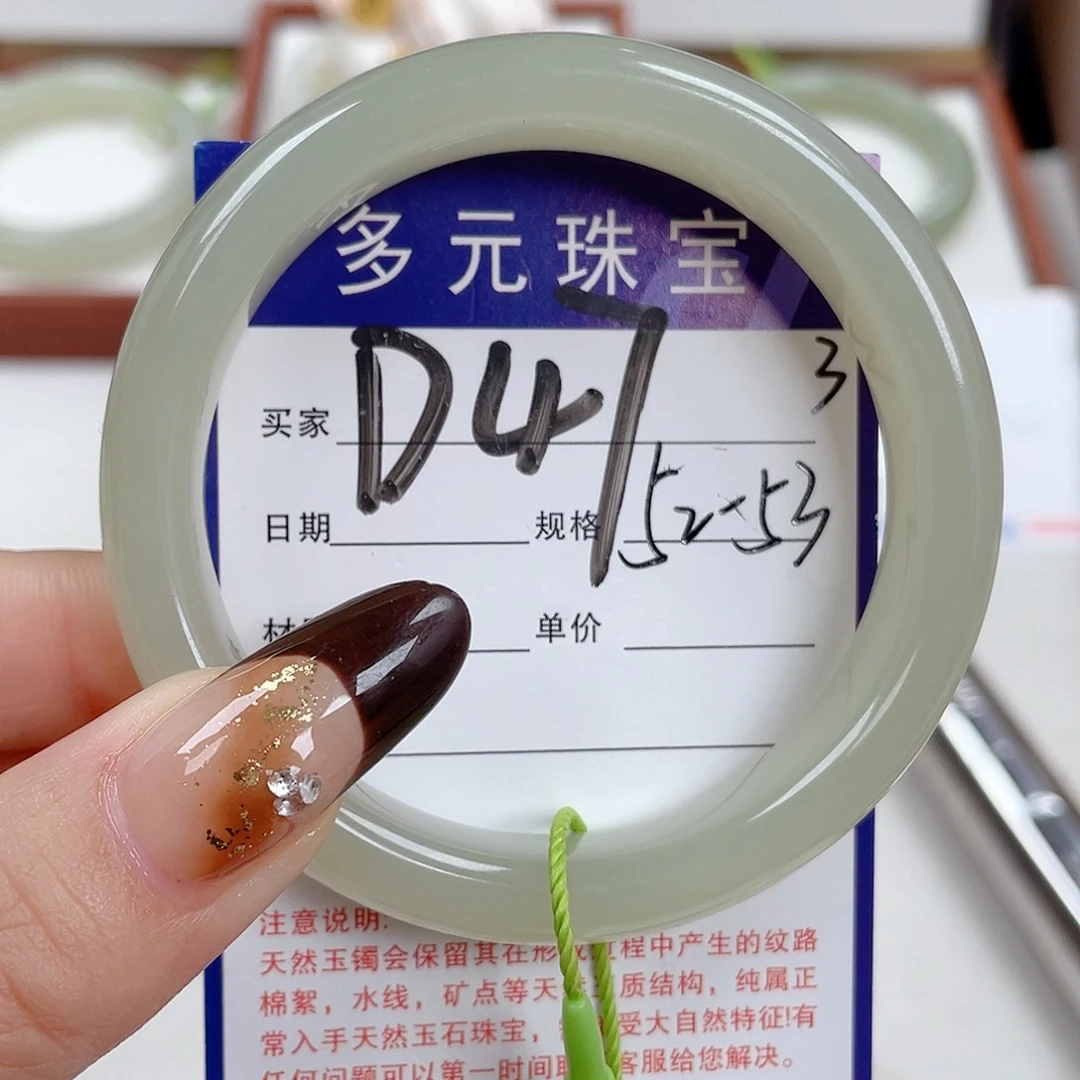 多元珠宝
D47 3
买家
日期 规格 52-53
单价
注意说明:
天然玉镯会保留其在形成过程中产生的纹路
棉絮，水线，矿点等天 质结构，纯属正
常入手天然玉石珠宝， 受大自然特征!有
任何问题可以第一时间联 客服给您解决。